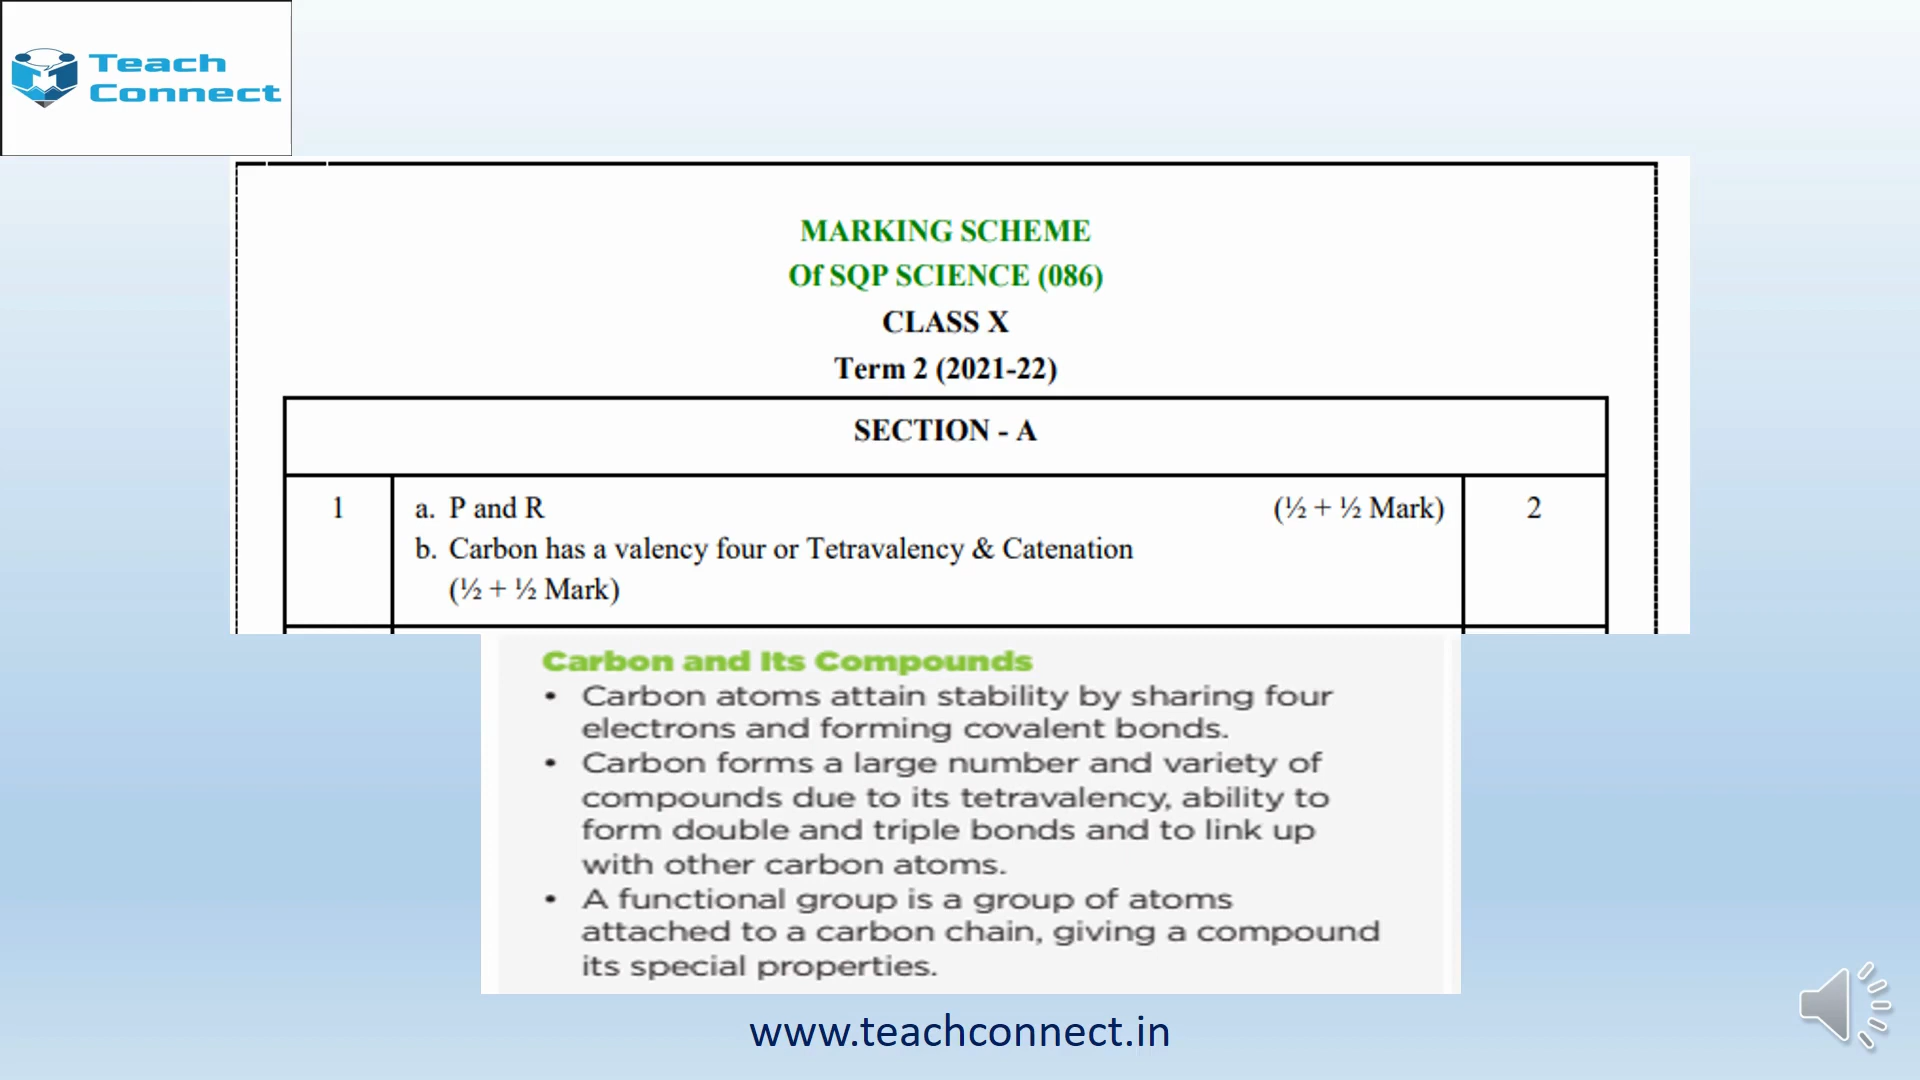 Teach
Connect
MARKING SCHEME
Of SQP SCIENCE (086)
CLASS X
Term 2 (2021-22)
SECTION - A
1 a. P and R (½ + ½ Mark) 2
b. Carbon has a valency four or Tetravalency & Catenation
(½ + ½ Mark)
Carbon and Its Compounds
• Carbon atoms attain stability by sharing four
electrons and forming covalent bonds.
• Carbon forms a large number and variety of
compounds due to its tetravalency, ability to
form double and triple bonds and to link up
with other carbon atoms.
• A functional group is a group of atoms
attached to a carbon chain, giving a compound
its special properties.
www.teachconnect.in